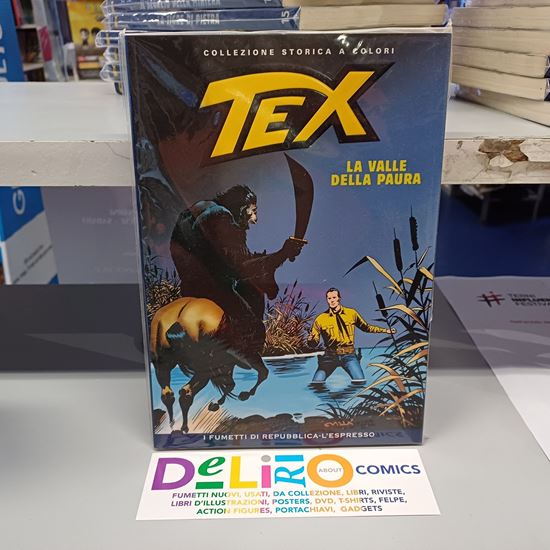 COLLEZIONE STORICA A COLORI
TEX
LA VALLE
DELLA PAURA
I FUMETTI DI REPUBBLICA-L'ESPRESSO
DeLiRiO
ABOUT
COMICS
FUMETTI NUOVI, USATI, DA COLLEZIONE, LIBRI, RIVISTE,
LIBRI D'ILLUSTRAZIONI, POSTERS, DVD, T-SHIRTS, FELPE,
ACTION FIGURES, PORTACHIAVI, GADGETS